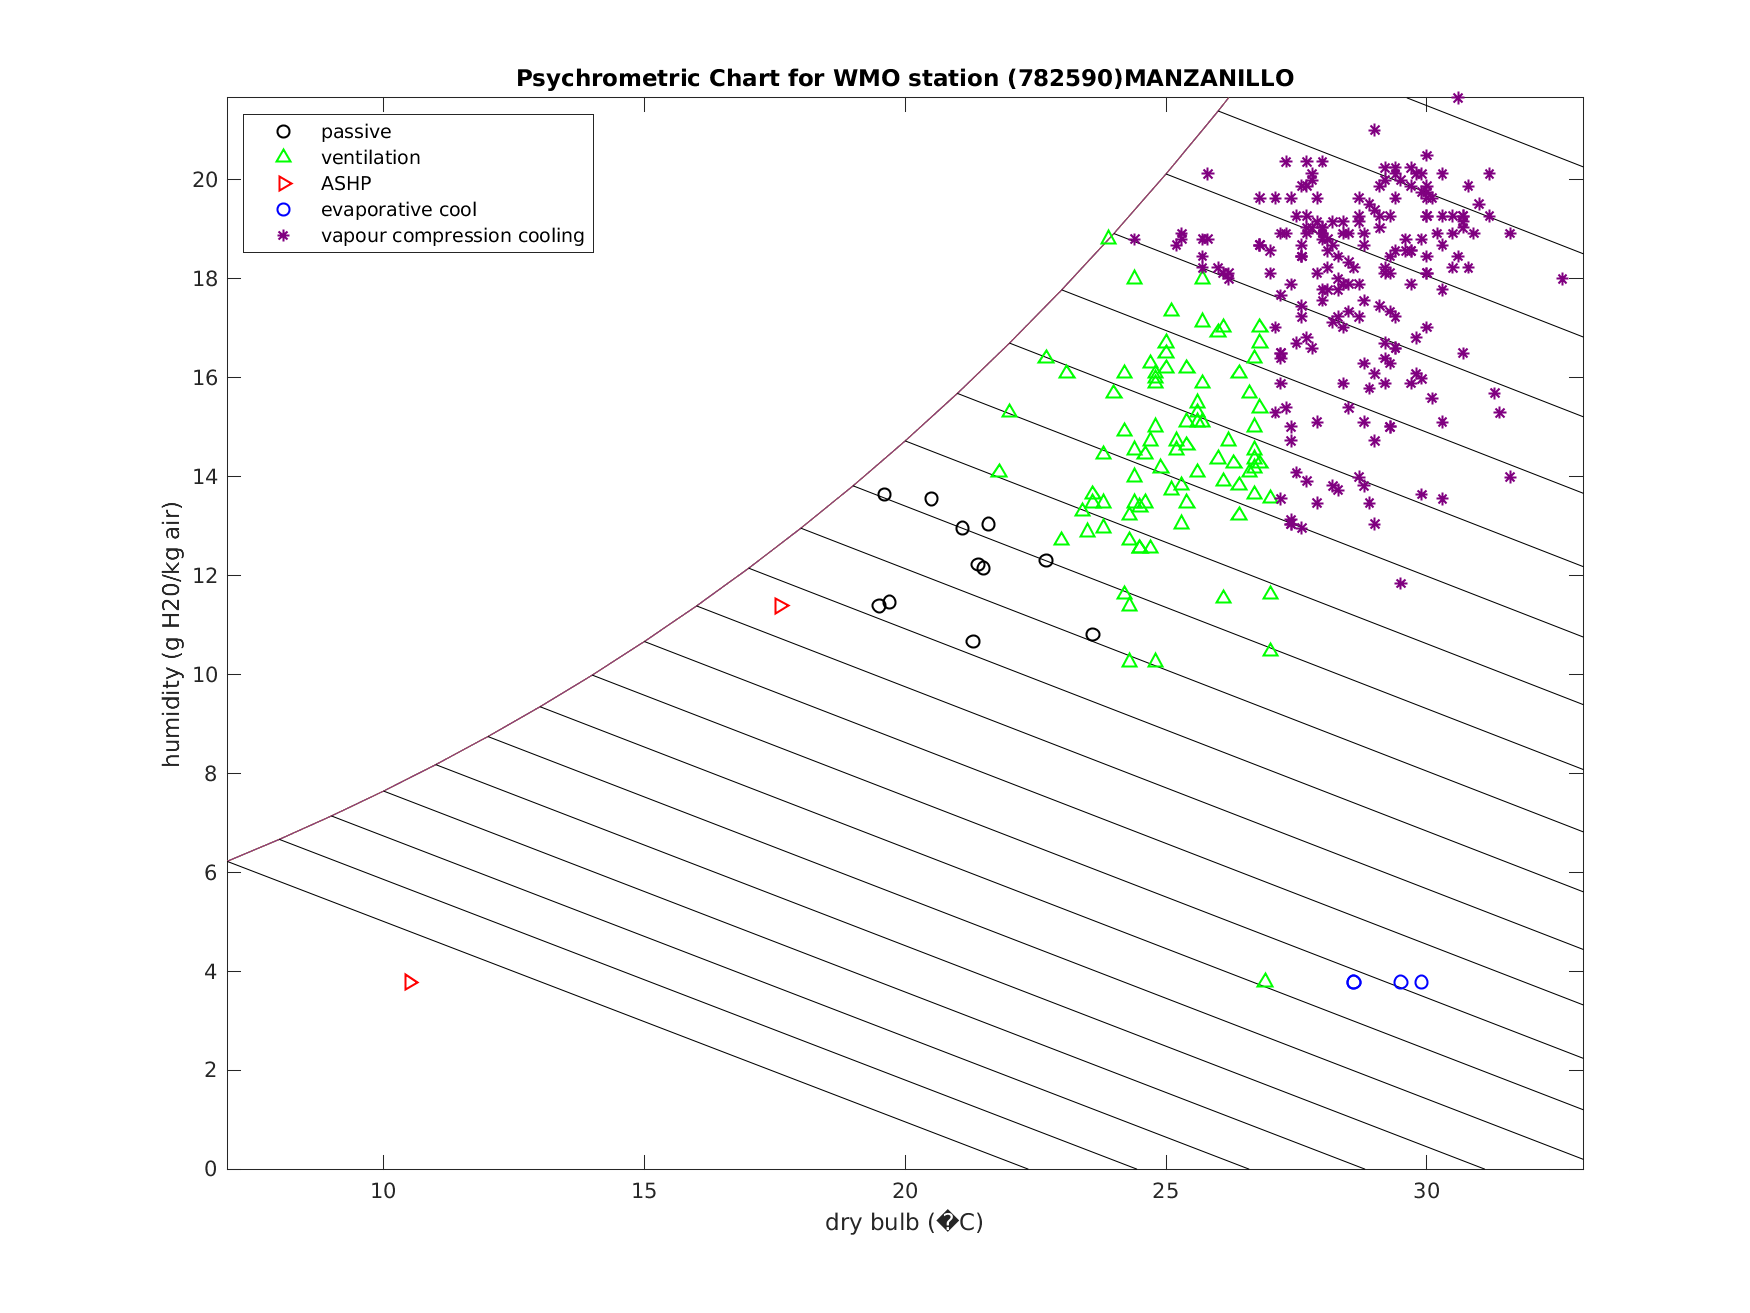 Psychrometric Chart for WMO station (782590)MANZANILLO
passive
ventilation
ASHP
evaporative cool
vapour compression cooling
humidity (g H20/kg air)
20
18
16
14
12
10
8
6
4
2
0
10 15 20 25 30
dry bulb (�C)